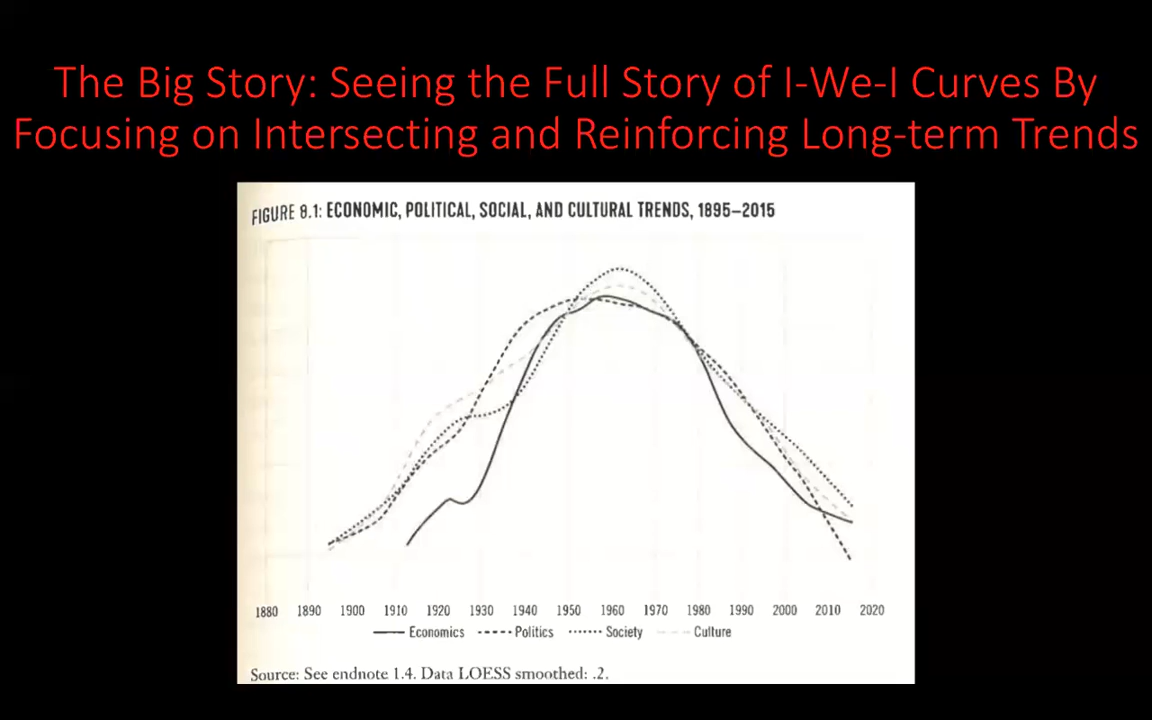 The Big Story: Seeing the Full Story of I-We-I Curves By
Focusing on Intersecting and Reinforcing Long-term Trends
FIGURE 8.1: ECONOMIC, POLITICAL, SOCIAL, AND CULTURAL TRENDS, 1895–2015
1880 1890 1900 1910 1920 1930 1940 1950 1960 1970 1980 1990 2000 2010 2020
Economics Politics Society Culture
Source: See endnote 1.4. Data LOESS smoothed: .2.